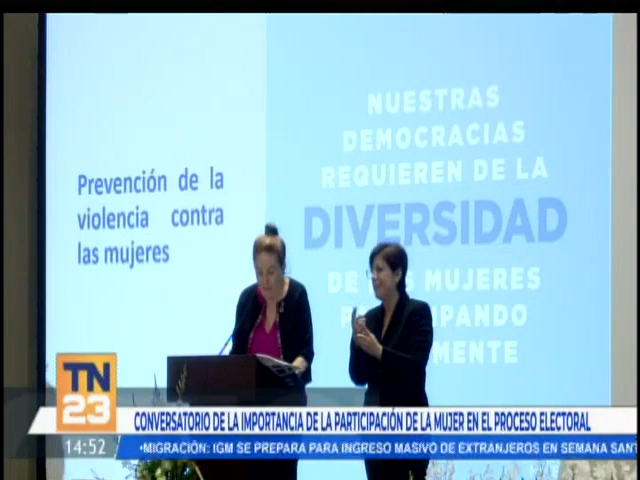 Prevención de la
violencia contra
las mujeres
NUESTRAS
DEMOCRACIAS
REQUIEREN DE LA
DIVERSIDAD
DE MUJERES
TN
23
CONVERSATORIO DE LA IMPORTANCIA DE LA PARTICIPACIÓN DE LA MUJER EN EL PROCESO ELECTORAL
14:52
•MIGRACIÓN: IGM SE PREPARA PARA INGRESO MASIVO DE EXTRANJEROS EN SEMANA SANT